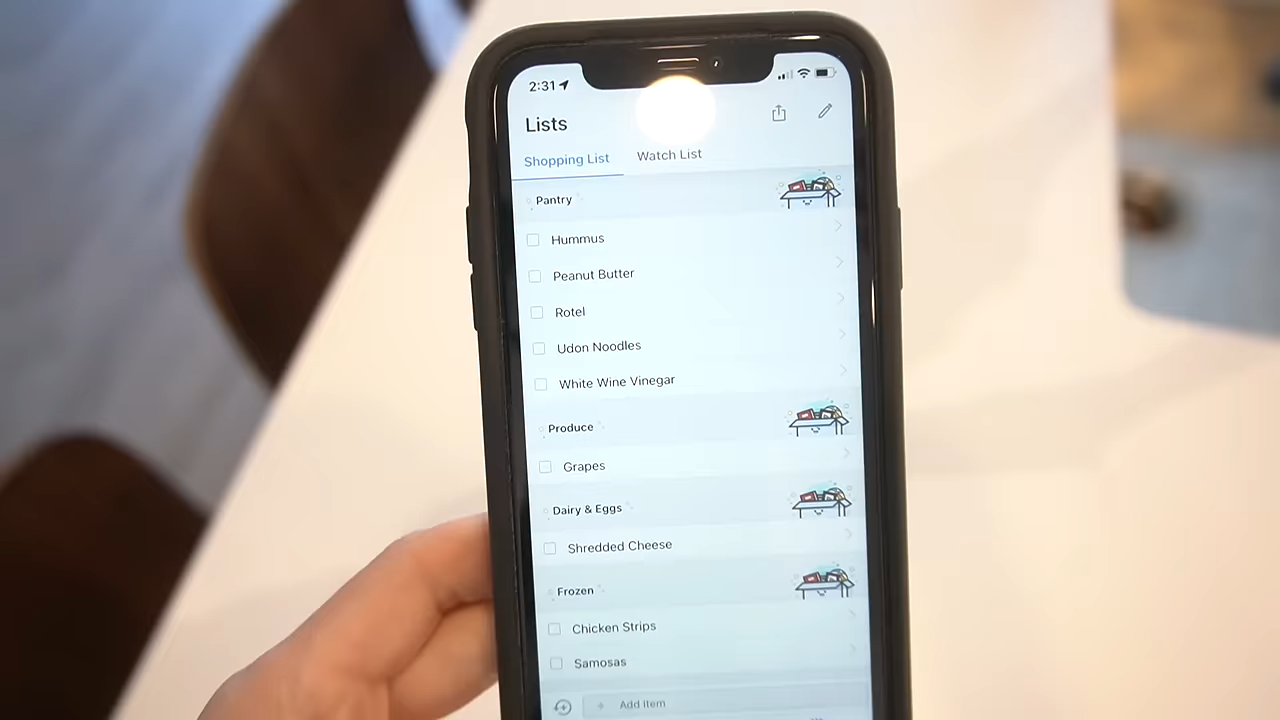 2:31
Lists
Shopping List Watch List
Pantry
Hummus
Peanut Butter
Rotel
Udon Noodles
White Wine Vinegar
Produce
Grapes
Dairy & Eggs
Shredded Cheese
Frozen
Chicken Strips
Samosas
+ Add Item